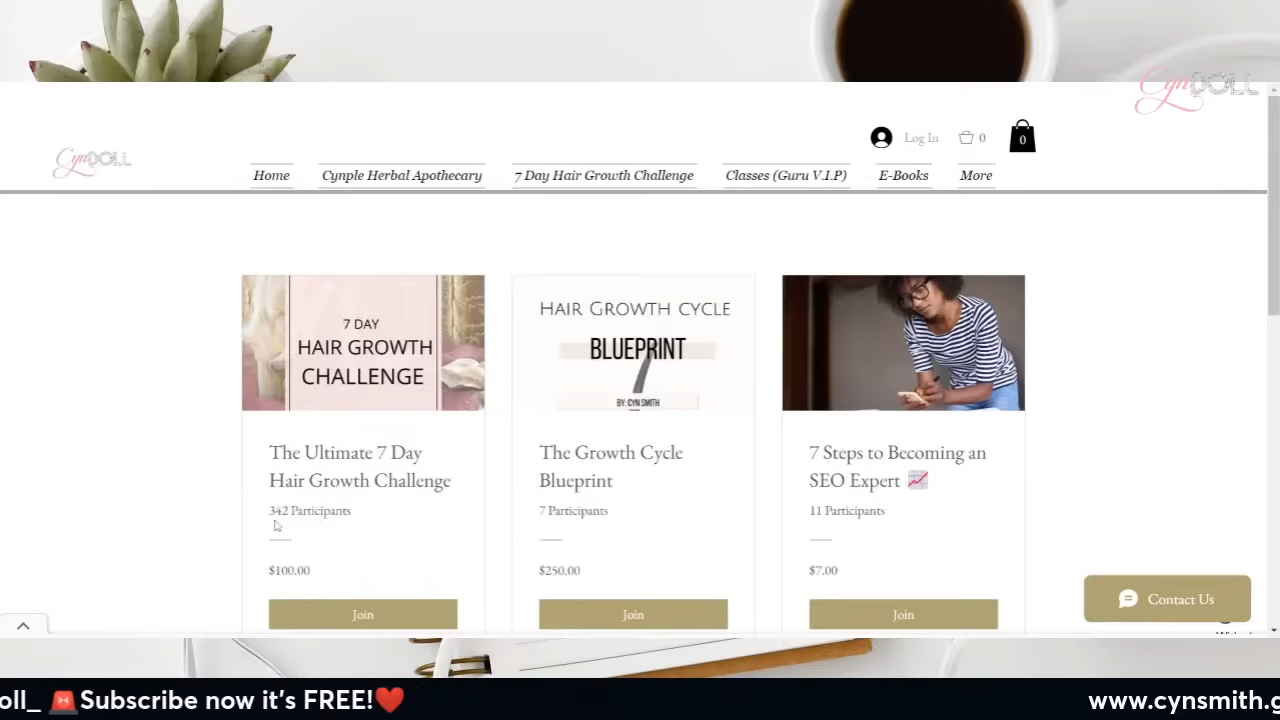 CynDOLL
Log In
0
0
CynDOLL
Home
Cynple Herbal Apothecary
7 Day Hair Growth Challenge
Classes (Guru V.I.P)
E-Books
More
7 DAY
HAIR GROWTH
CHALLENGE
The Ultimate 7 Day
Hair Growth Challenge
342 Participants
$100.00
Join
HAIR GROWTH CYCLE
BLUEPRINT
7
BY: CYN SMITH
The Growth Cycle
Blueprint
7 Participants
$250.00
Join
7 Steps to Becoming an
SEO Expert 📈
11 Participants
$7.00
Join
Contact Us
oll_ 🚨Subscribe now it's FREE!❤️
www.cynsmith.g